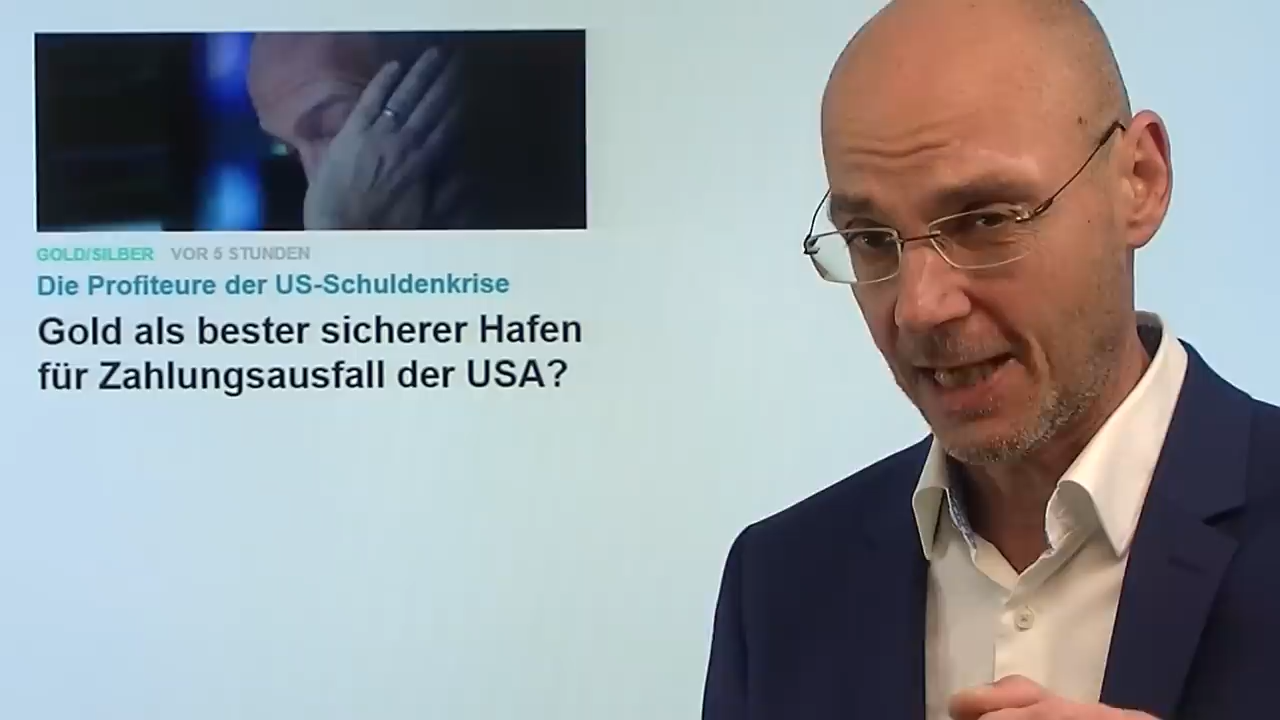 GOLD/SILBER VOR 5 STUNDEN
Die Profiteure der US-Schuldenkrise
Gold als bester sicherer Hafen
für Zahlungsausfall der USA?